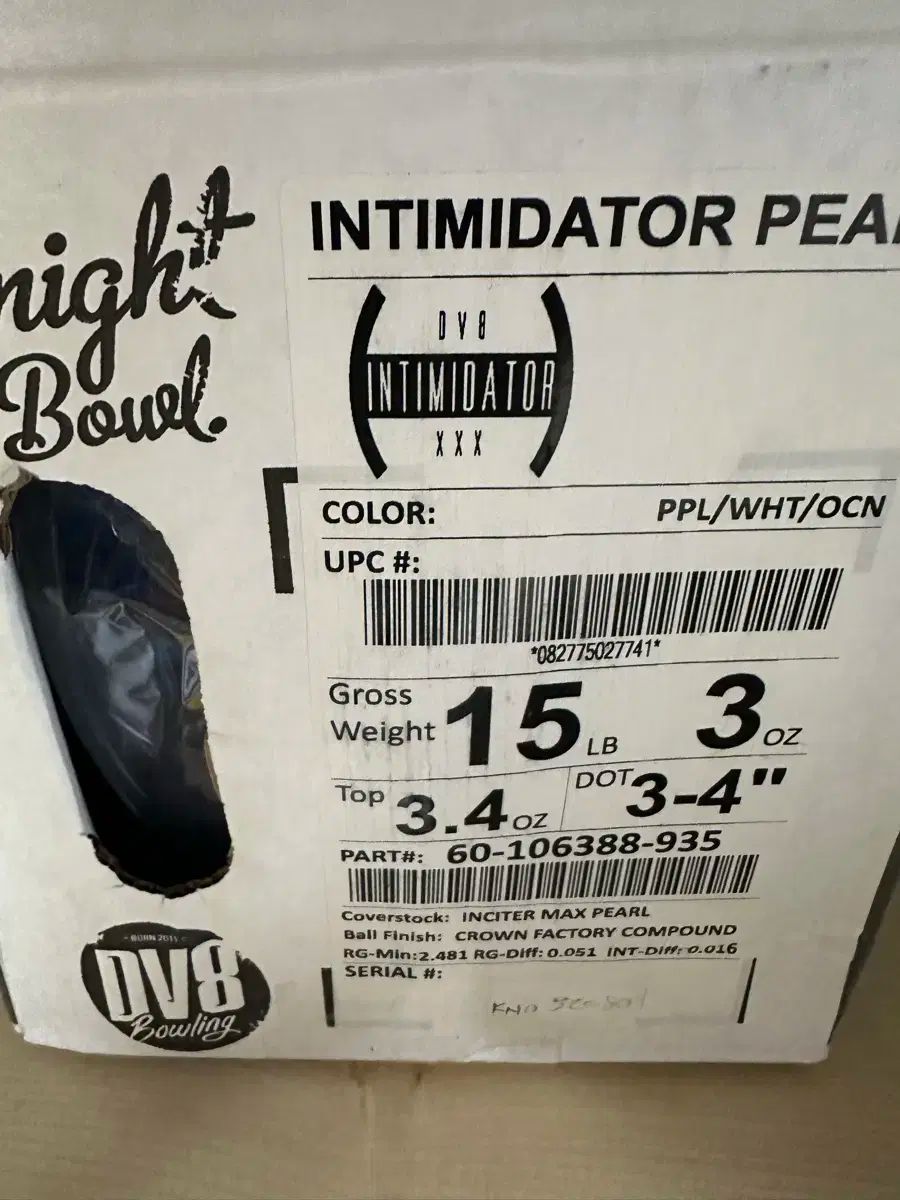 night
Bowl.
INTIMIDATOR PEA
DV8
INTIMIDATOR
XXX
COLOR: PPL/WHT/OCN
UPC #:
*082775027741*
Gross
Weight 15 LB 3 OZ
Top 3.4 OZ DOT 3-4"
PART#: 60-106388-935
Coverstock: INCITER MAX PEARL
Ball Finish: CROWN FACTORY COMPOUND
RG-Min:2.481 RG-Diff: 0.051 INT-Diff: 0.016
SERIAL #:
DV8
Bowling